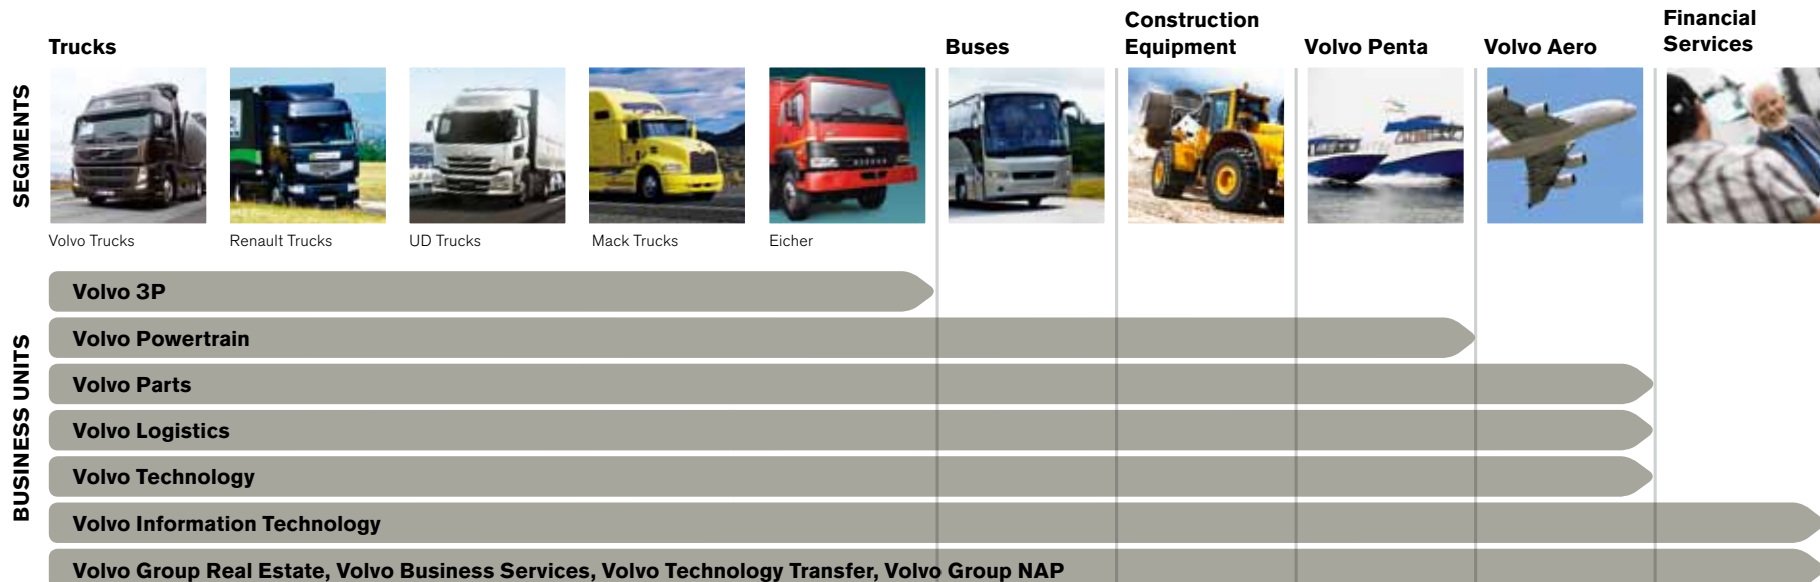 Trucks
Buses
Construction
Equipment
Volvo Penta
Volvo Aero
Financial
Services
SEGMENTS
Volvo Trucks
Renault Trucks
UD Trucks
Mack Trucks
Eicher
BUSINESS UNITS
Volvo 3P
Volvo Powertrain
Volvo Parts
Volvo Logistics
Volvo Technology
Volvo Information Technology
Volvo Group Real Estate, Volvo Business Services, Volvo Technology Transfer, Volvo Group NAP